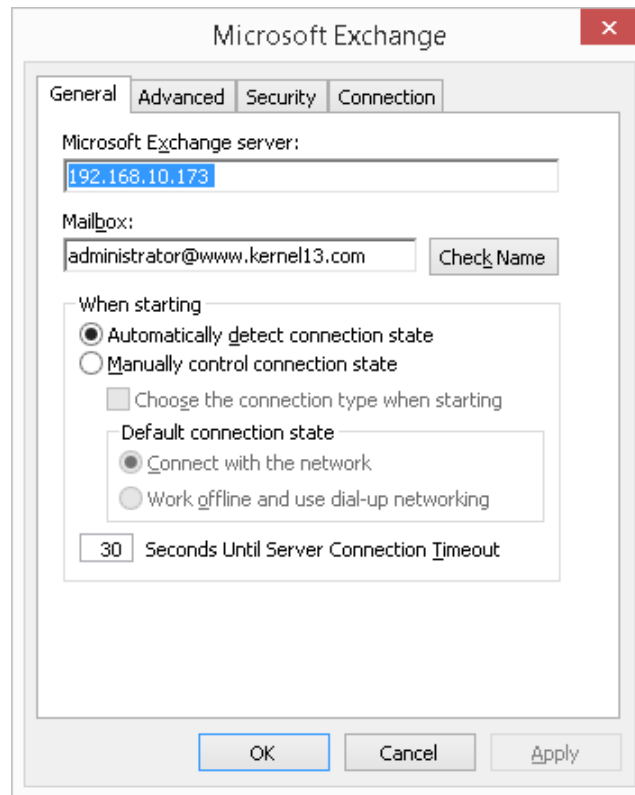 Microsoft Exchange
General Advanced Security Connection
Microsoft Exchange server:
192.168.10.173
Mailbox:
administrator@www.kernel13.com Check Name
When starting
Automatically detect connection state
Manually control connection state
Choose the connection type when starting
Default connection state
Connect with the network
Work offline and use dial-up networking
30 Seconds Until Server Connection Timeout
OK Cancel Apply